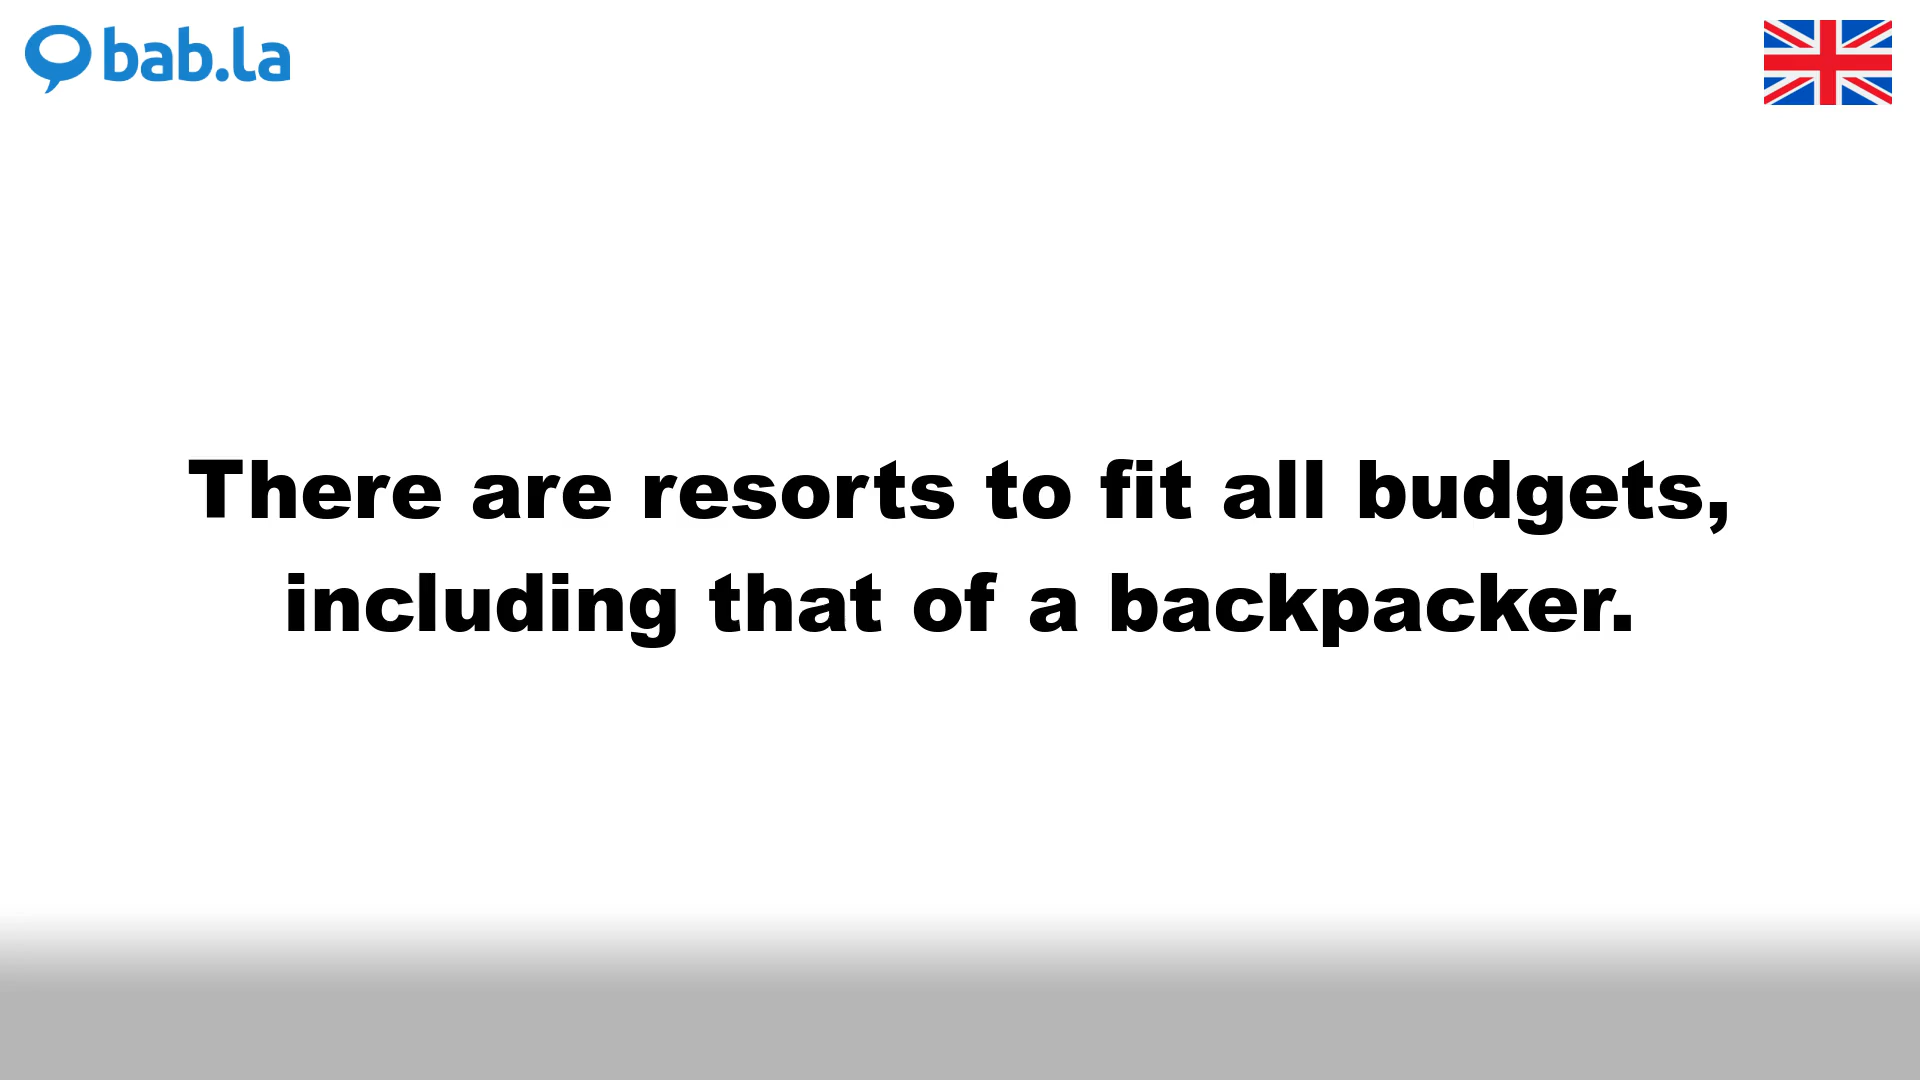 bab.la
There are resorts to fit all budgets,
including that of a backpacker.